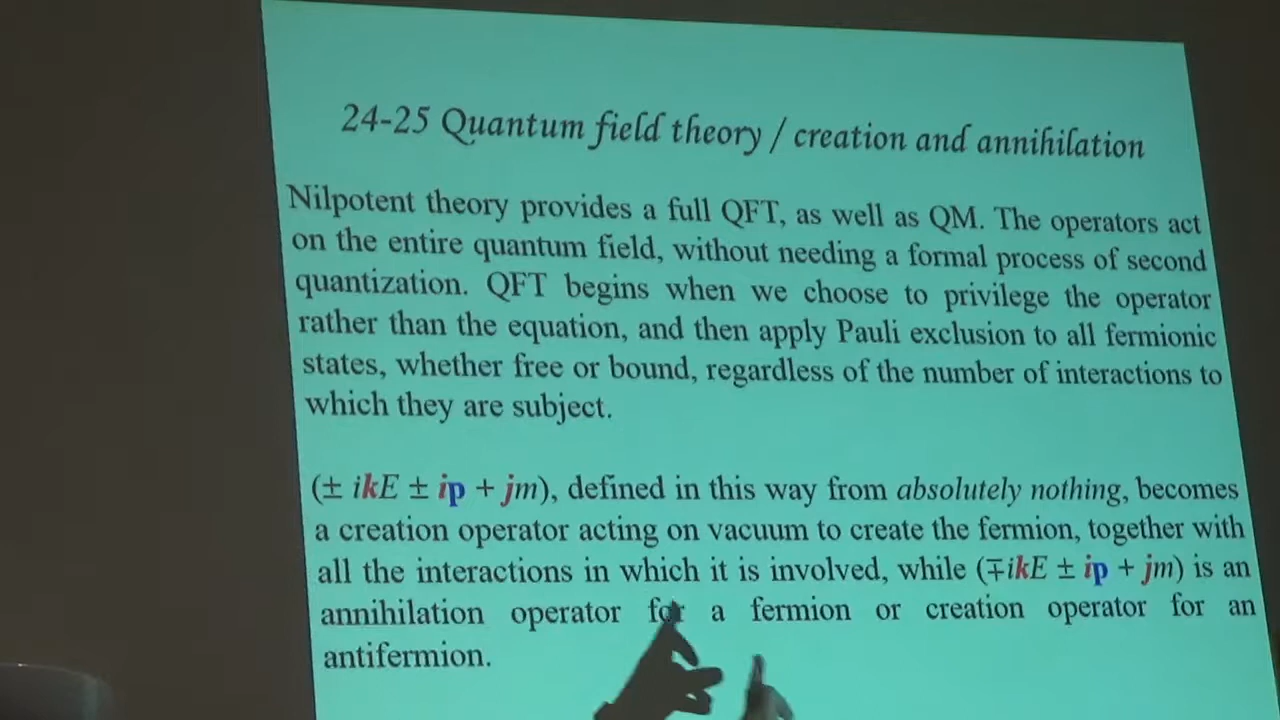 24-25 Quantum field theory / creation and annihilation
Nilpotent theory provides a full QFT, as well as QM. The operators act
on the entire quantum field, without needing a formal process of second
quantization. QFT begins when we choose to privilege the operator
rather than the equation, and then apply Pauli exclusion to all fermionic
states, whether free or bound, regardless of the number of interactions to
which they are subject.
(± ikE ± ip + jm), defined in this way from absolutely nothing, becomes
a creation operator acting on vacuum to create the fermion, together with
all the interactions in which it is involved, while (∓ikE ± ip + jm) is an
annihilation operator for a fermion or creation operator for an
antifermion.